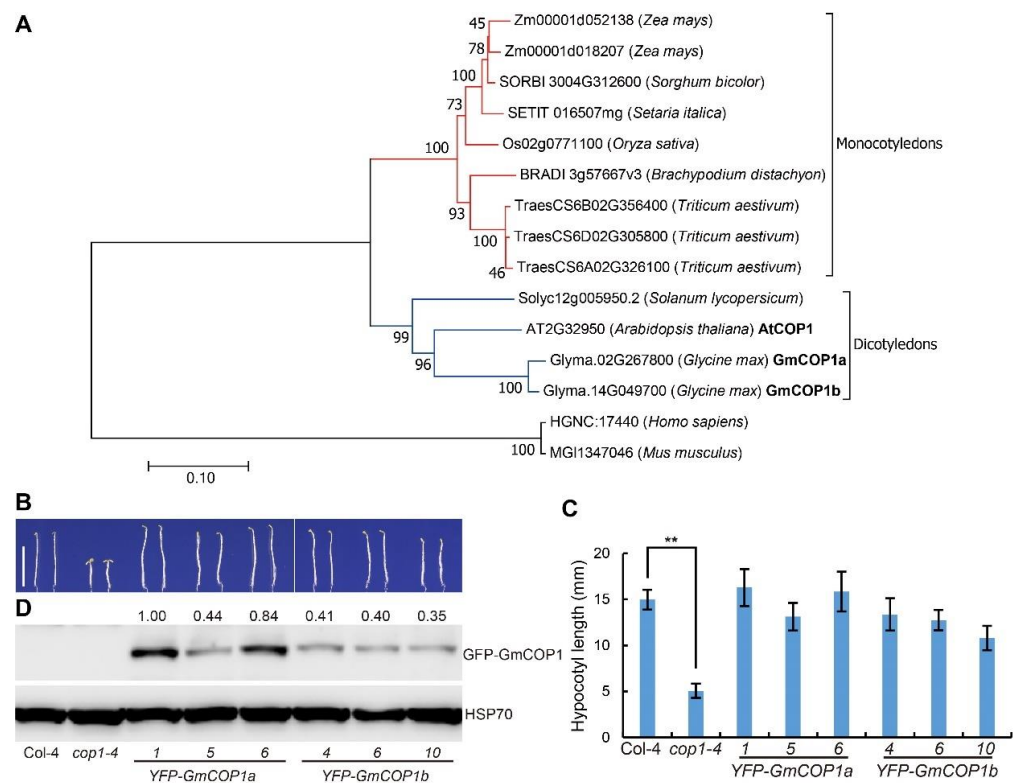 A
45
Zm00001d052138 (Zea mays)
78
Zm00001d018207 (Zea mays)
100
SORBI 3004G312600 (Sorghum bicolor)
73
SETIT 016507mg (Setaria italica)
100
Os02g0771100 (Oryza sativa)
Monocotyledons
BRADI 3g57667v3 (Brachypodium distachyon)
93
TraesCS6B02G356400 (Triticum aestivum)
100
TraesCS6D02G305800 (Triticum aestivum)
46
TraesCS6A02G326100 (Triticum aestivum)
Solyc12g005950.2 (Solanum lycopersicum)
99
AT2G32950 (Arabidopsis thaliana) AtCOP1
Dicotyledons
96
Glyma.02G267800 (Glycine max) GmCOP1a
100
Glyma.14G049700 (Glycine max) GmCOP1b
HGNC:17440 (Homo sapiens)
100
MGI1347046 (Mus musculus)
0.10
B
D
1.00 0.44 0.84 0.41 0.40 0.35
GFP-GmCOP1
HSP70
Col-4 cop1-4 1 5 6 4 6 10
YFP-GmCOP1a YFP-GmCOP1b
C
**
Hypocotyl length (mm)
20
15
10
5
0
Col-4 cop1-4 1 5 6 4 6 10
YFP-GmCOP1a YFP-GmCOP1b